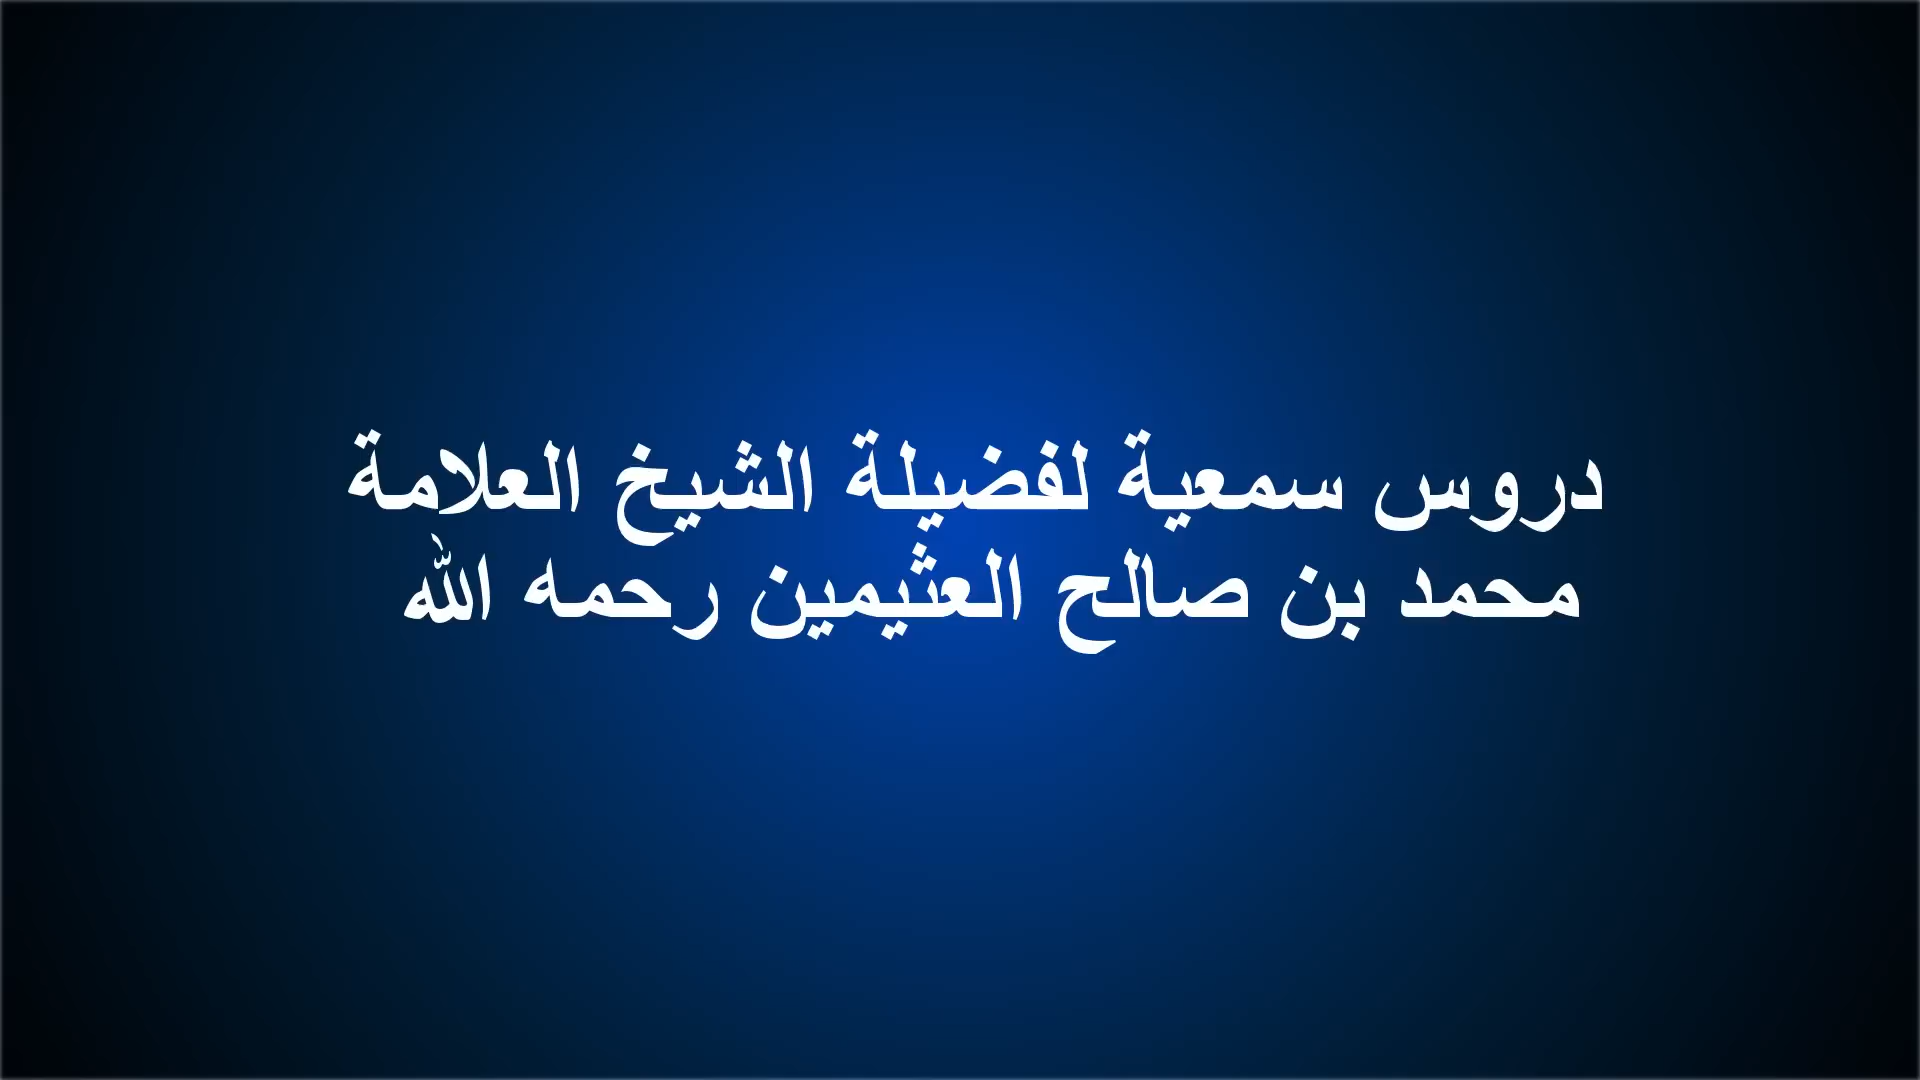 دروس سمعية لفضيلة الشيخ العلامة
محمد بن صالح العثيمين رحمه الله